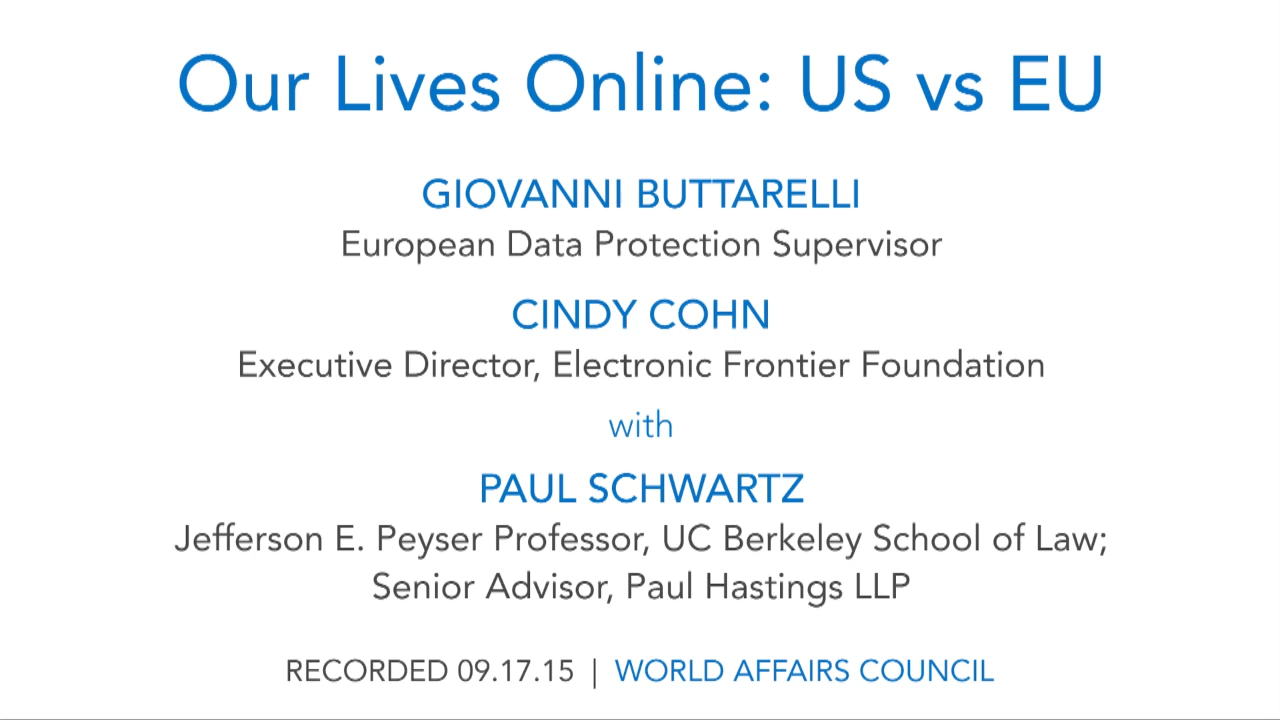 Our Lives Online: US vs EU
GIOVANNI BUTTARELLI
European Data Protection Supervisor
CINDY COHN
Executive Director, Electronic Frontier Foundation
with
PAUL SCHWARTZ
Jefferson E. Peyser Professor, UC Berkeley School of Law;
Senior Advisor, Paul Hastings LLP
RECORDED 09.17.15 | WORLD AFFAIRS COUNCIL